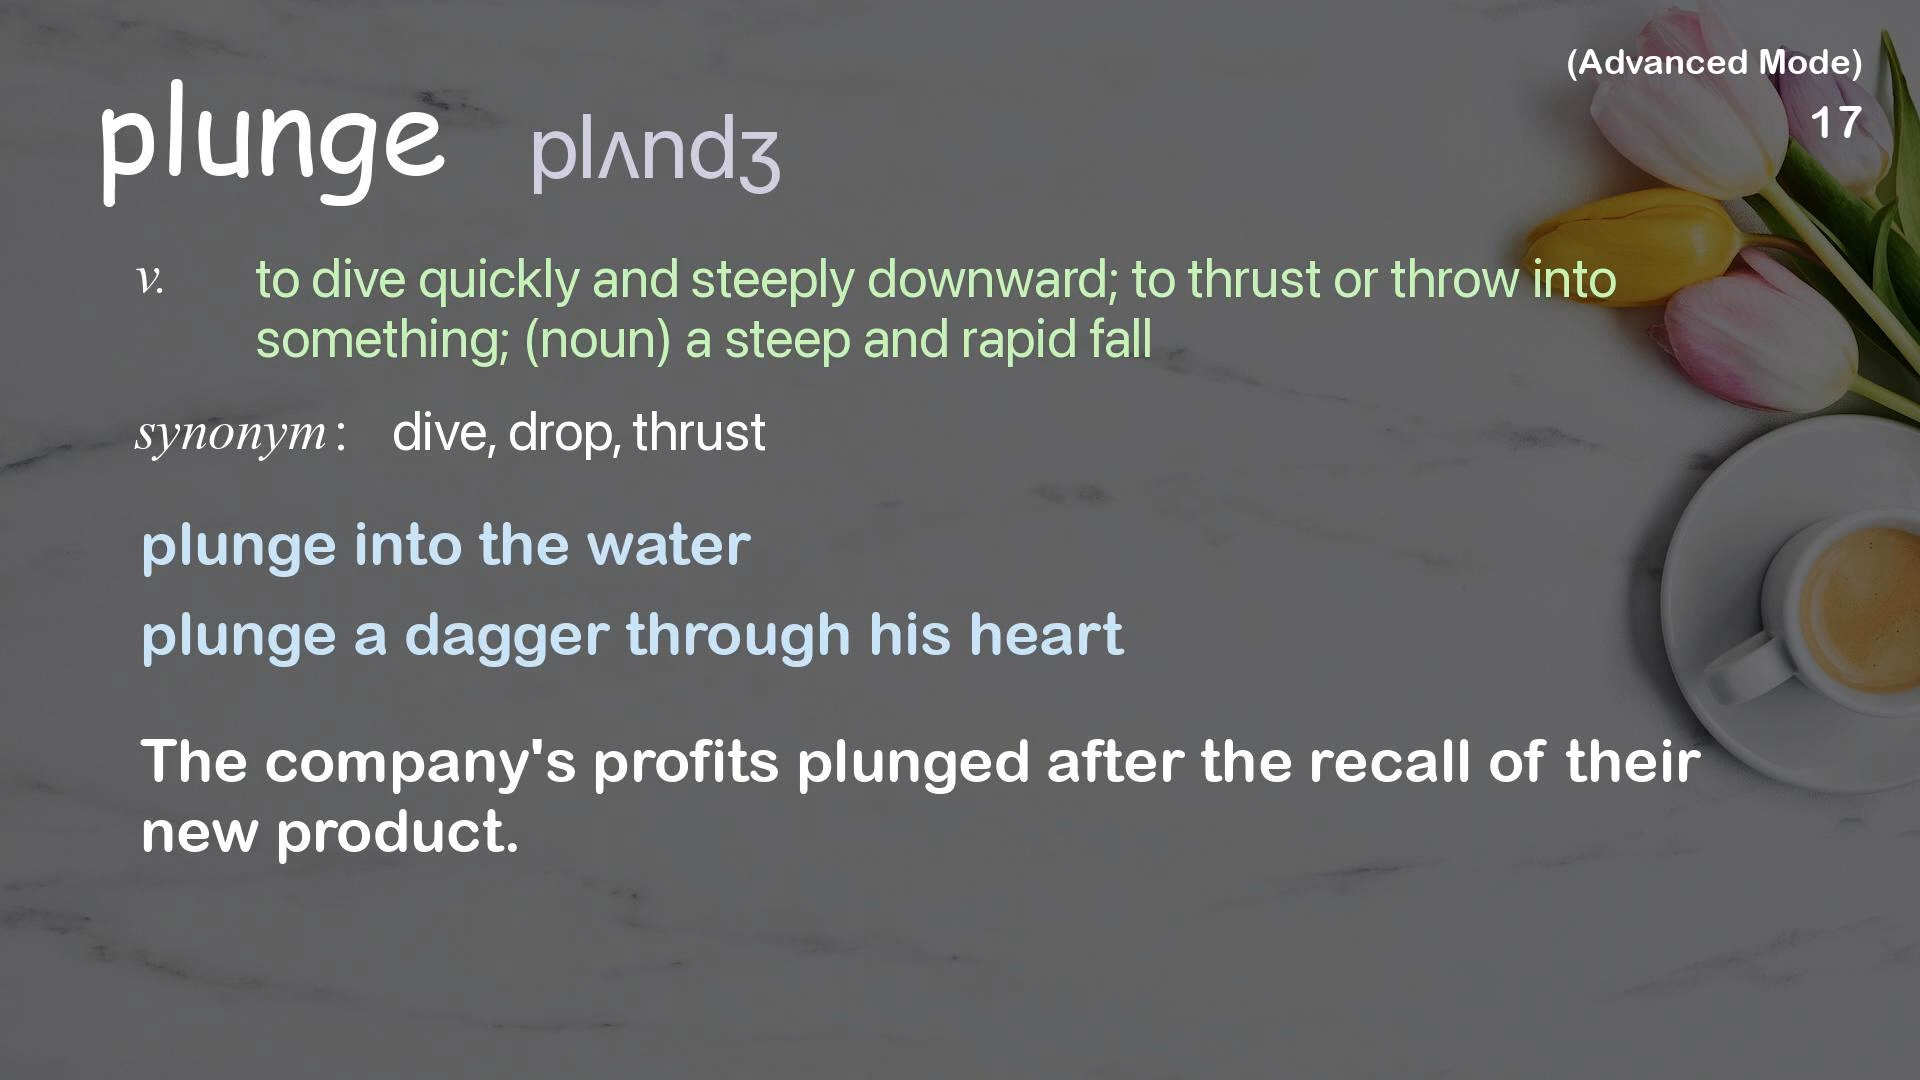 (Advanced Mode)
17
plunge plʌndʒ
v. to dive quickly and steeply downward; to thrust or throw into
something; (noun) a steep and rapid fall
synonym : dive, drop, thrust
plunge into the water
plunge a dagger through his heart
The company's profits plunged after the recall of their
new product.